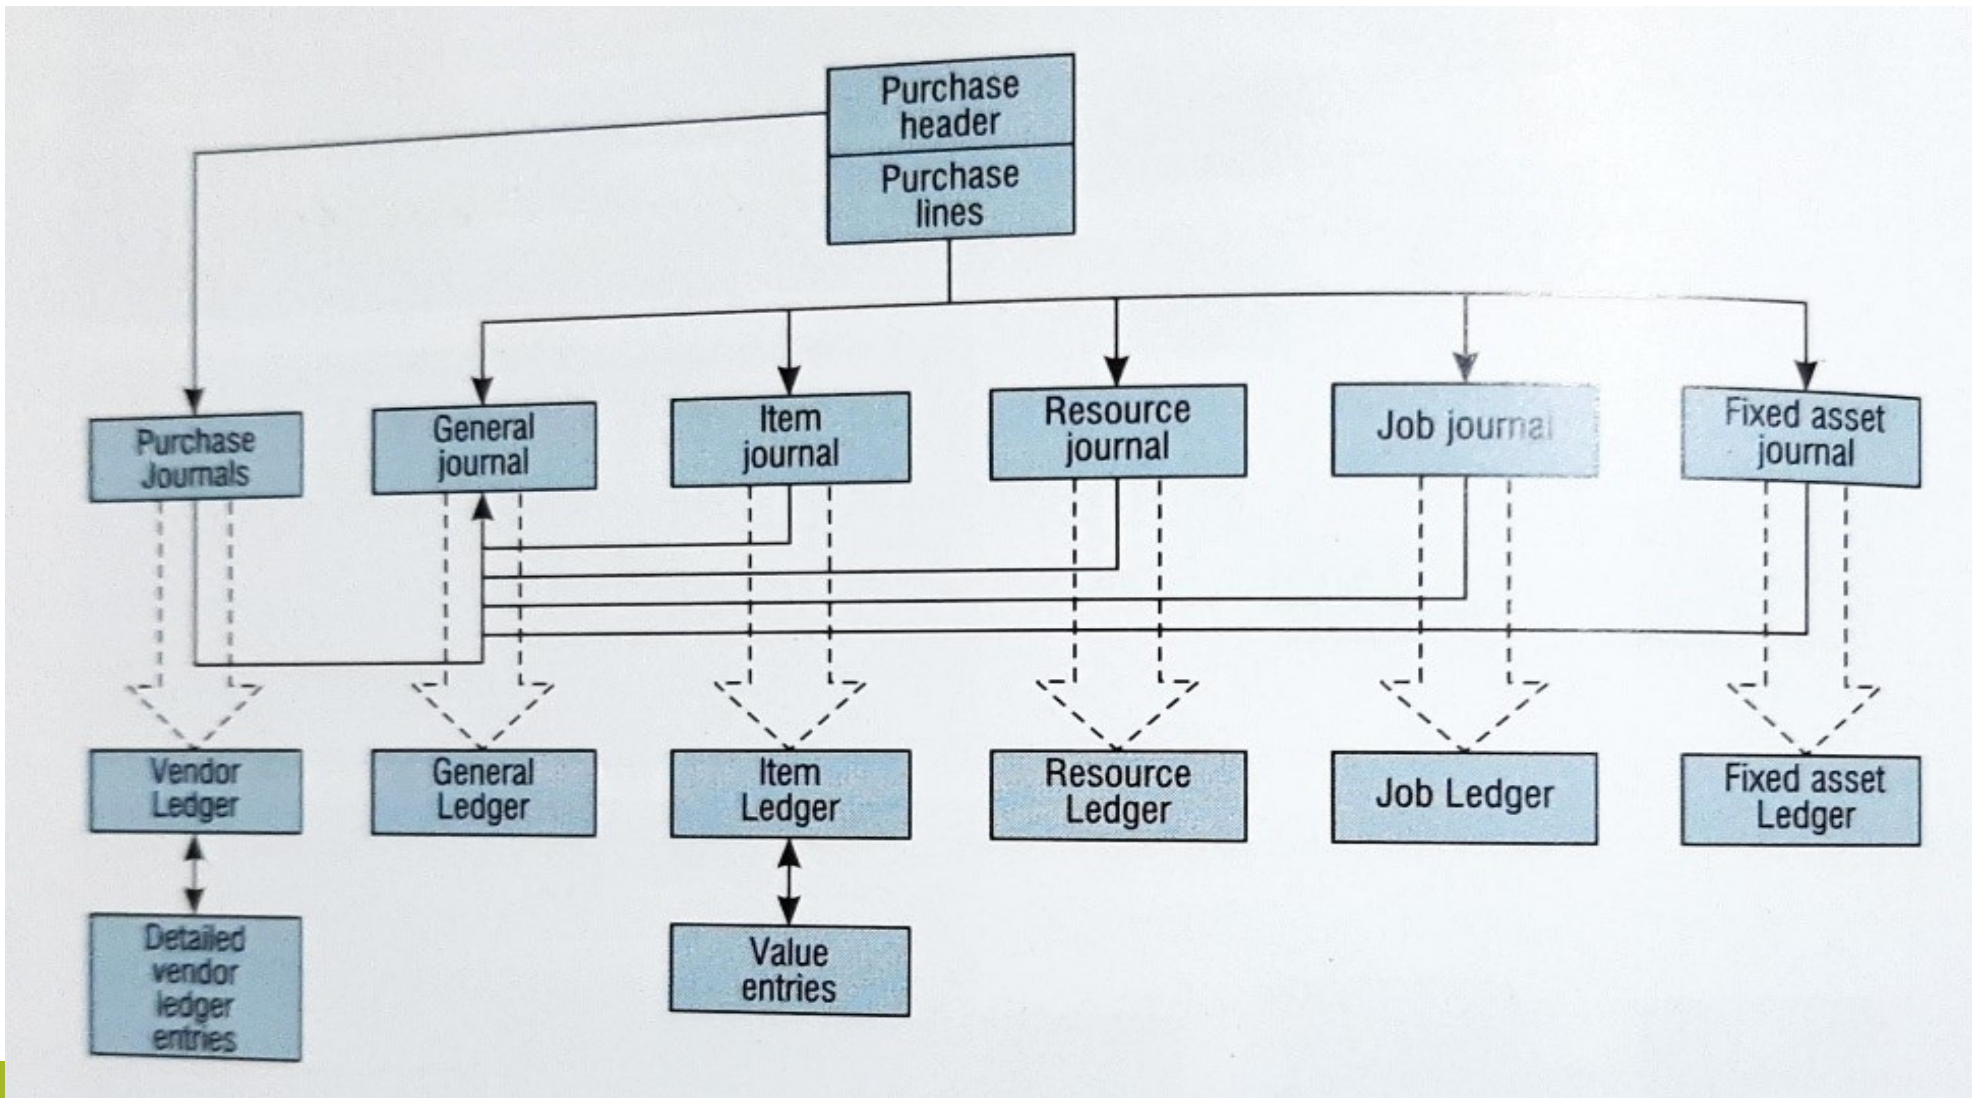 Purchase
header
Purchase
lines
Purchase
Journals
General
journal
Item
journal
Resource
journal
Job journal
Fixed asset
journal
Vendor
Ledger
General
Ledger
Item
Ledger
Resource
Ledger
Job Ledger
Fixed asset
Ledger
Detailed
vendor
ledger
entries
Value
entries